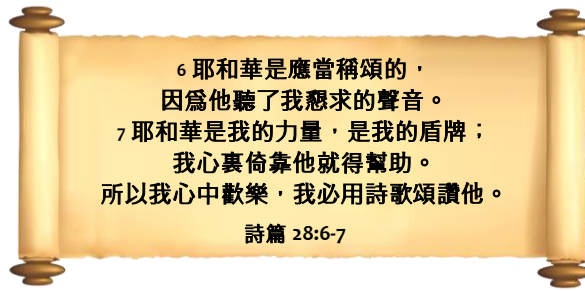 6 耶和華是應當稱頌的，
因爲他聽了我懇求的聲音。
7 耶和華是我的力量，是我的盾牌；
我心裏倚靠他就得幫助。
所以我心中歡樂，我必用詩歌頌讚他。
詩篇 28:6-7